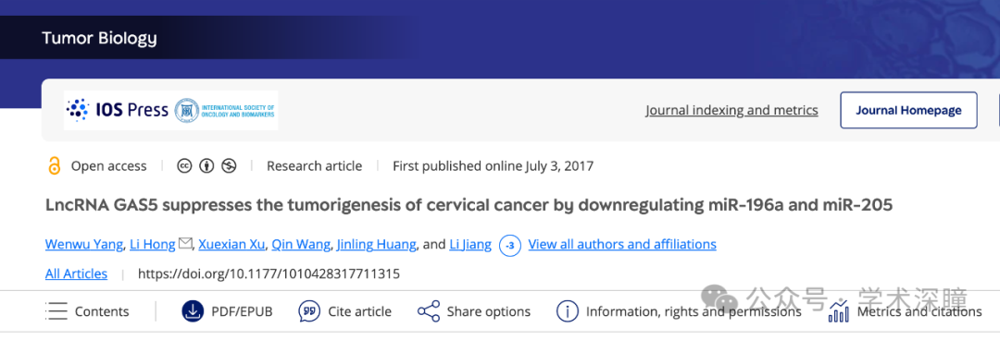 Tumor Biology
IOS Press
INTERNATIONAL SOCIETY OF
ONCOLOGY AND BIOMARKERS
Journal indexing and metrics
Journal Homepage
Open access
cc
Research article
First published online July 3, 2017
LncRNA GAS5 suppresses the tumorigenesis of cervical cancer by downregulating miR-196a and miR-205
Wenwu Yang, Li Hong, Xuexian Xu, Qin Wang, Jinling Huang, and Li Jiang -3 View all authors and affiliations
All Articles | https://doi.org/10.1177/1010428317711315
Contents
PDF/EPUB
Cite article
Share options
Information, rights and permissions
Metrics and citations
公众号 · 学术深瞳